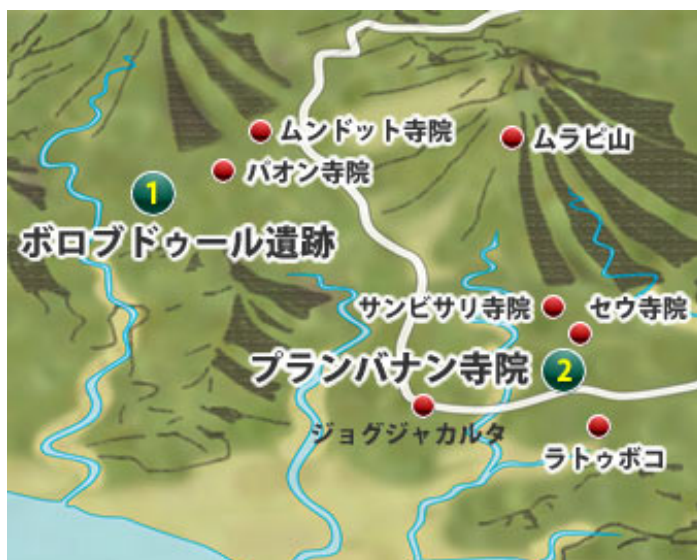 ムンドット寺院
ムラピ山
パオン寺院
1
ボロブドゥール遺跡
サンビサリ寺院
セウ寺院
プランバナン寺院
2
ジョグジャカルタ
ラトゥボコ